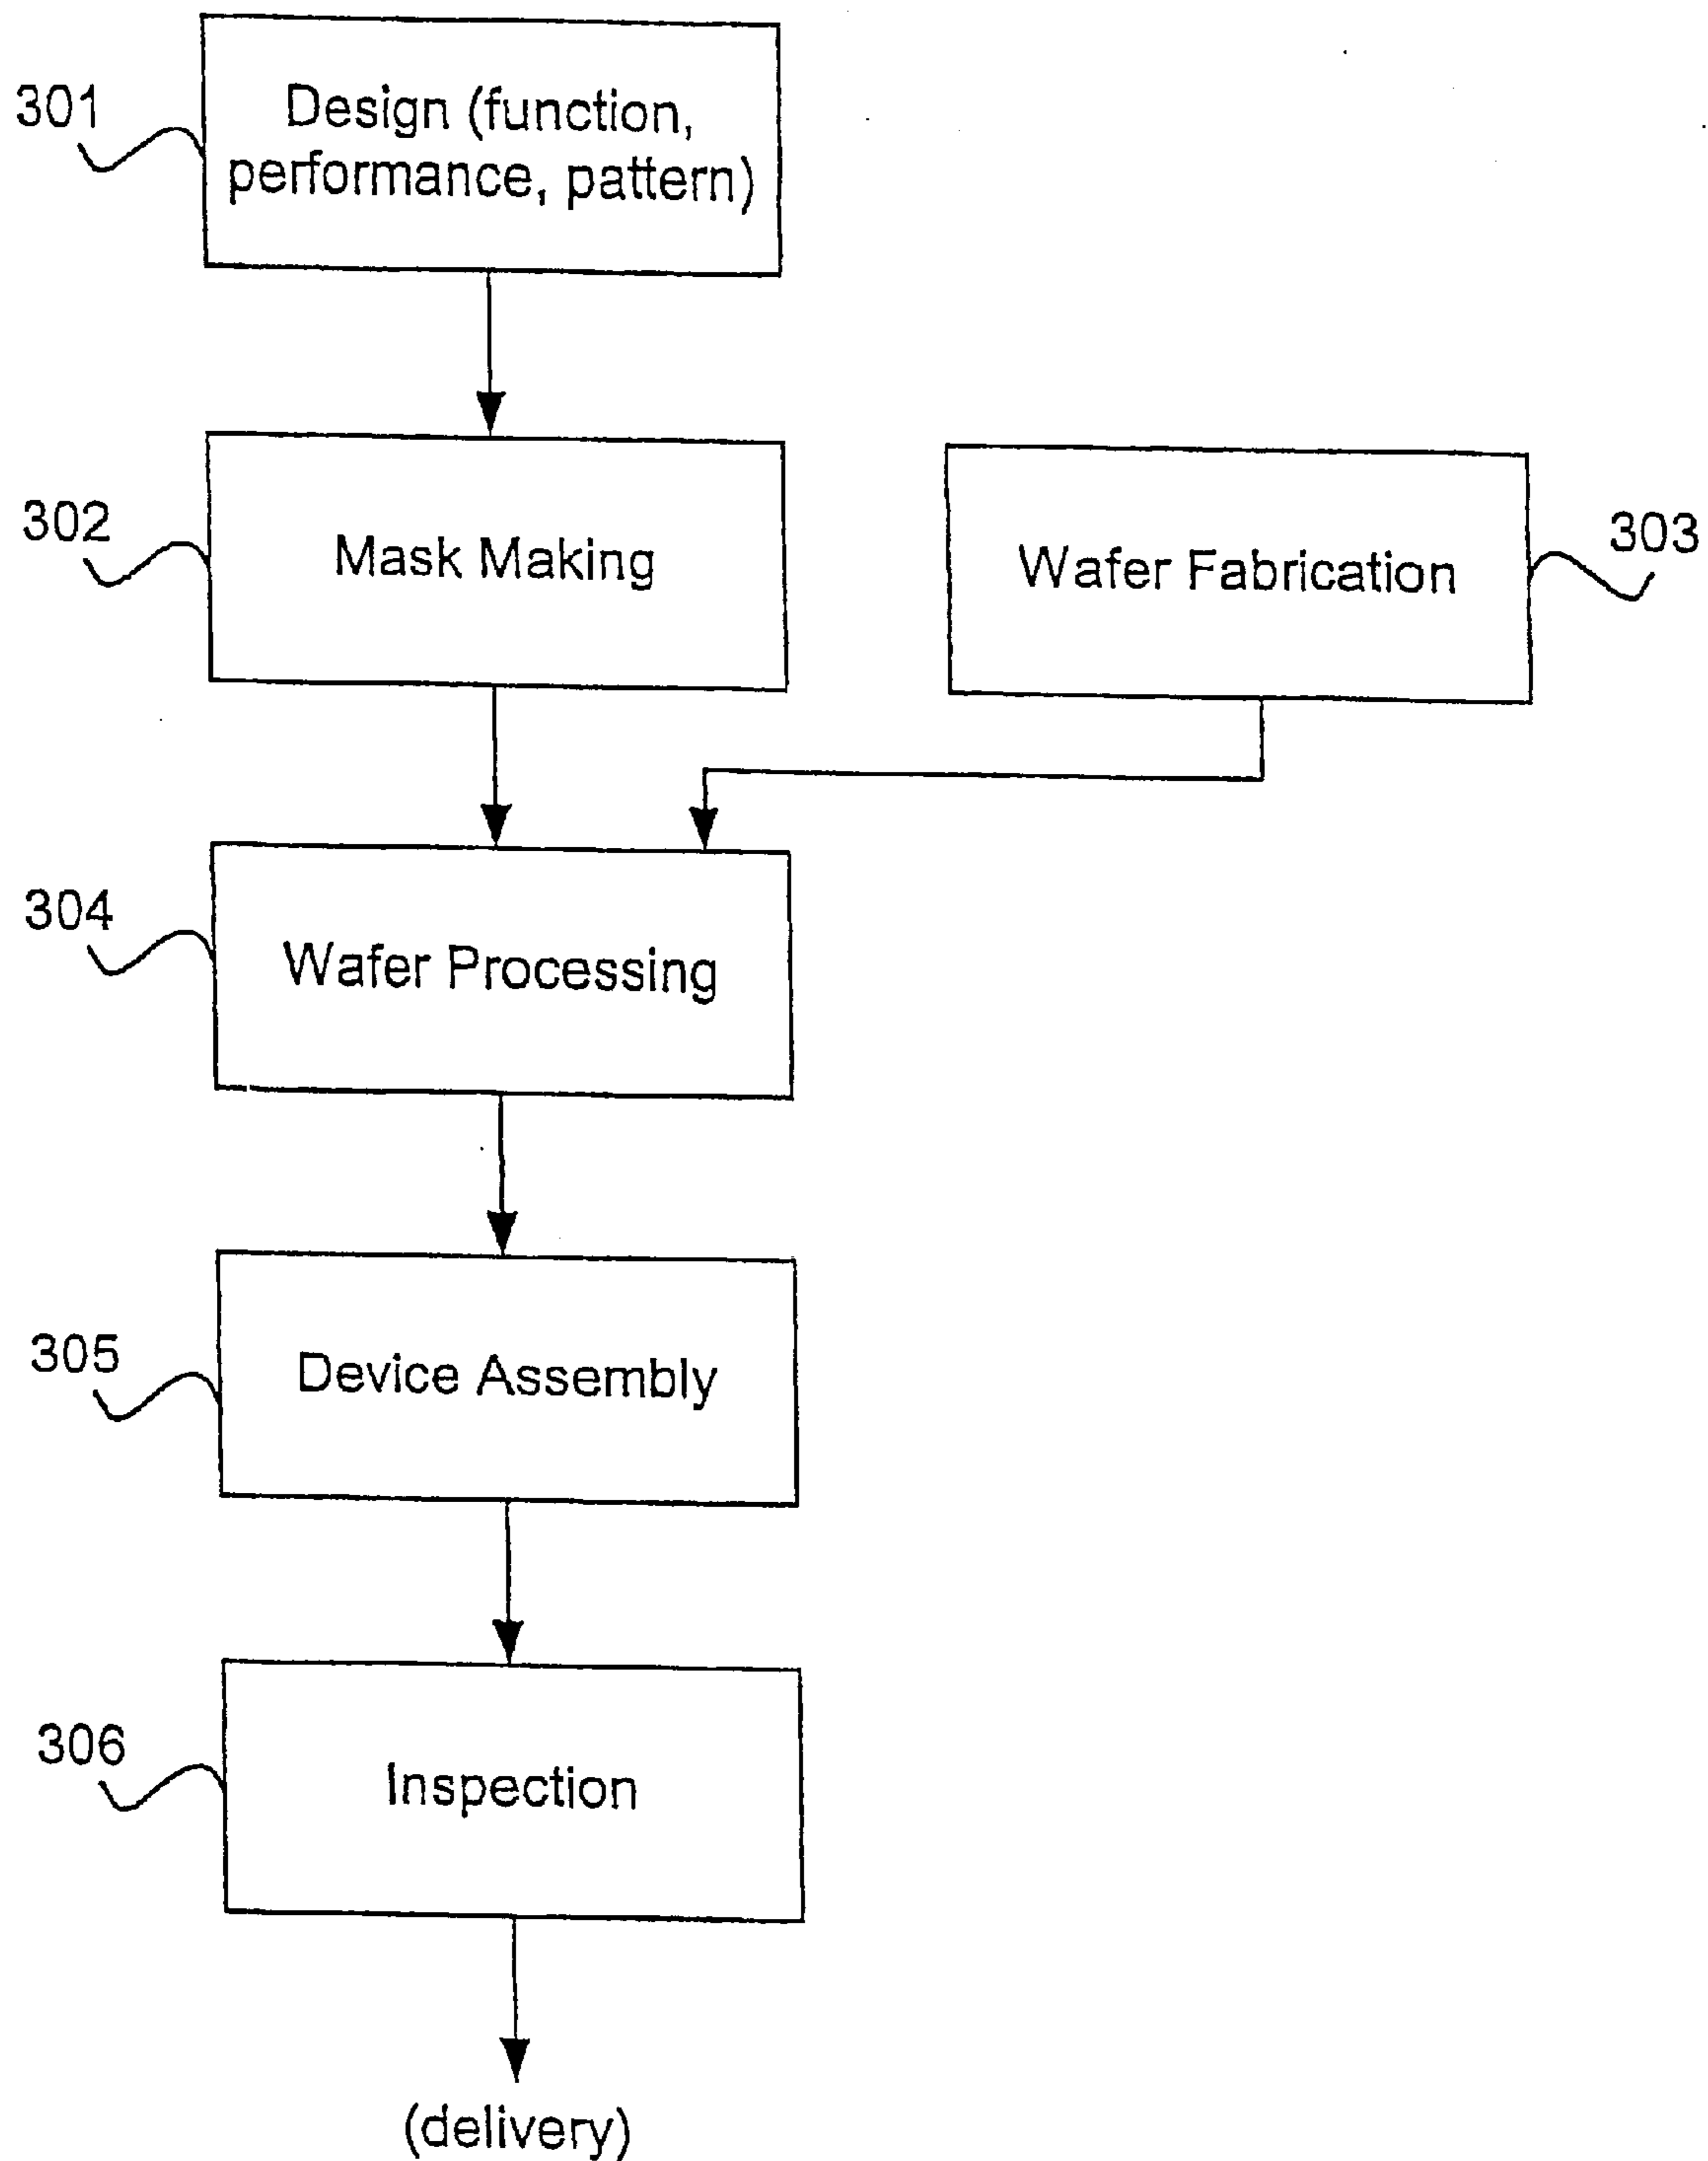 301
Design (function,
performance, pattern)
302
Mask Making
Wafer Fabrication
303
304
Wafer Processing
305
Device Assembly
306
Inspection
(delivery)